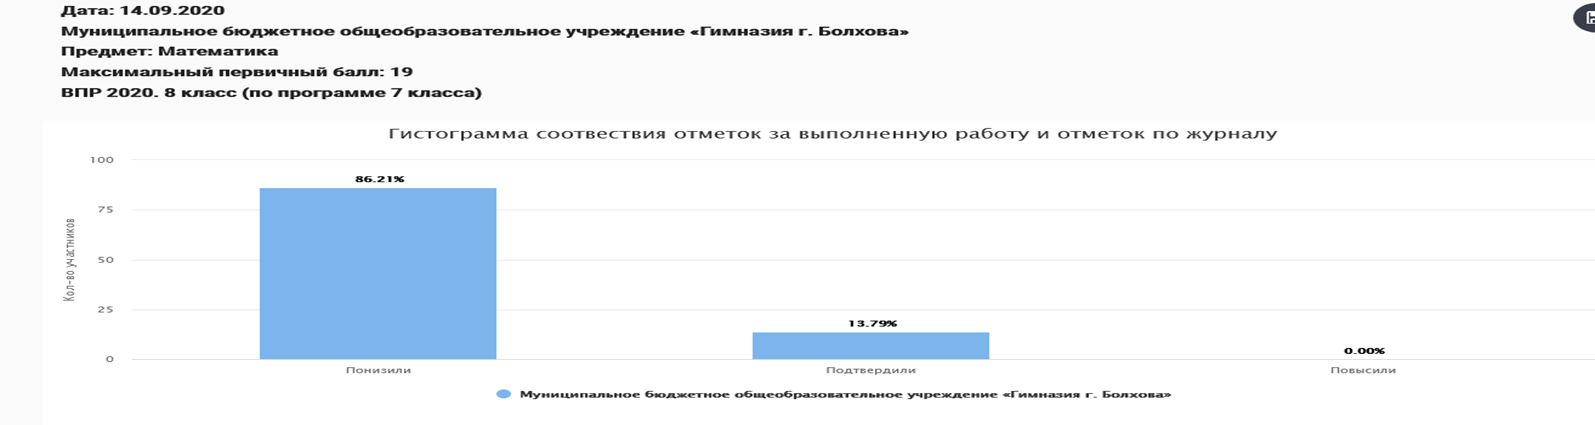 Дата: 14.09.2020
Муниципальное бюджетное общеобразовательное учреждение «Гимназия г. Болхова»
Предмет: Математика
Максимальный первичный балл: 19
ВПР 2020. 8 класс (по программе 7 класса)
Гистограмма соотвествия отметок за выполненную работу и отметок по журналу
Кол-во участников
100
75
50
25
0
86.21%
13.79%
0.00%
Понизили
Подтвердили
Повысили
Муниципальное бюджетное общеобразовательное учреждение «Гимназия г. Болхова»